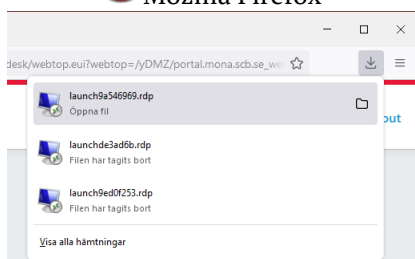 Mozilla Firefox
desk/webtop.eui?webtop=/yDMZ/portal.mona.scb.se_we
launch9a546969.rdp
Öppna fil
out
launchde3ad6b.rdp
Filen har tagits bort
launch9ed0f253.rdp
Filen har tagits bort
Visa alla hämtningar